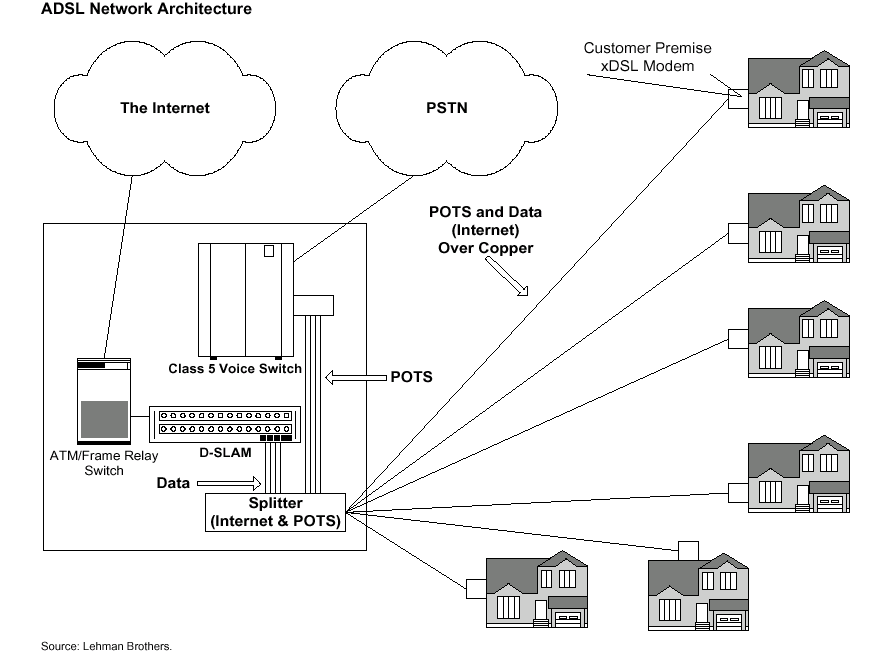 ADSL Network Architecture
The Internet
PSTN
Customer Premise
xDSL Modem
POTS and Data
(Internet)
Over Copper
Class 5 Voice Switch
POTS
ATM/Frame Relay
Switch
D-SLAM
Data
Splitter
(Internet & POTS)
Source: Lehman Brothers.